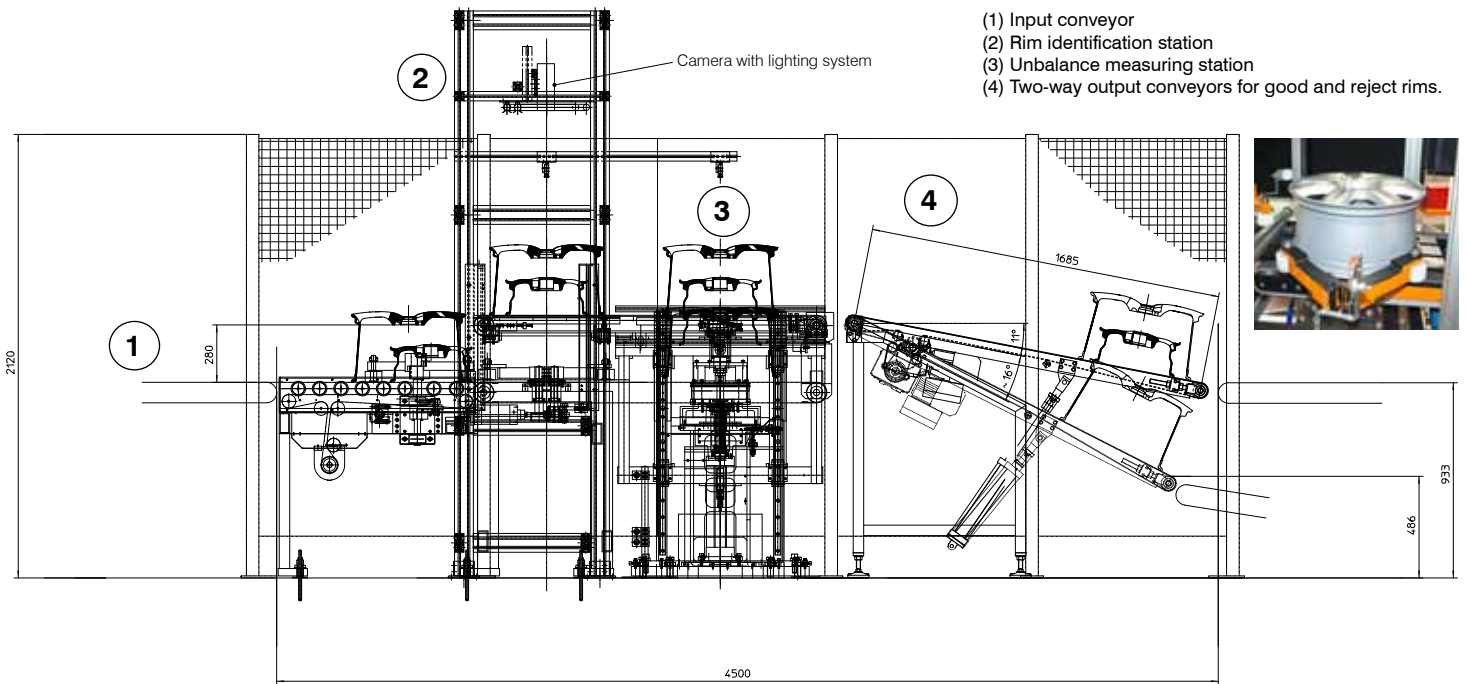 (1) Input conveyor
(2) Rim identification station
(3) Unbalance measuring station
(4) Two-way output conveyors for good and reject rims.
Camera with lighting system
2
3
4
1
1685
11°
~16°
280
2120
933
486
4500